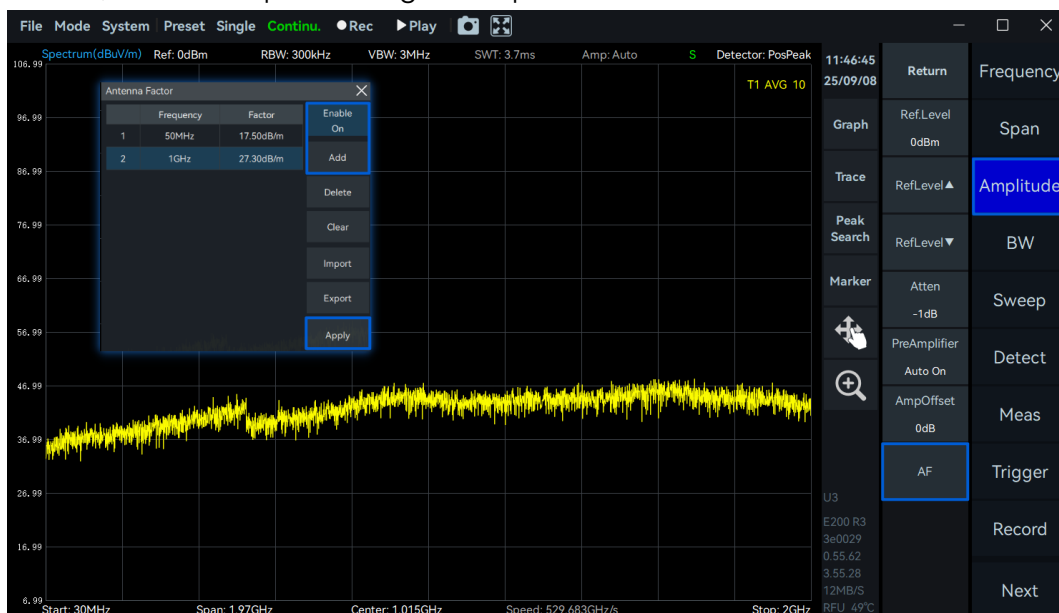 File Mode System Preset Single Continu. Rec Play
Spectrum(dBuV/m) Ref: 0dBm RBW: 300kHz VBW: 3MHz SWT: 3.7ms Amp: Auto S Detector: PosPeak
T1 AVG 10
106.99
96.99
86.99
76.99
66.99
56.99
46.99
36.99
26.99
16.99
6.99
Antenna Factor
Frequency Factor
1 50MHz 17.50dB/m
2 1GHz 27.30dB/m
Enable
On
Add
Delete
Clear
Import
Export
Apply
Start: 30MHz Span: 1.97GHz Center: 1.015GHz Speed: 529.683GHz/s Stop: 2GHz
11:46:45
25/09/08
Graph
Trace
Peak
Search
Marker
U3
E200 R3
3e0029
0.55.62
3.55.28
12MB/S
RFU 49°C
Return
Ref.Level
0dBm
RefLevel▲
RefLevel▼
Atten
-1dB
PreAmplifier
Auto On
AmpOffset
0dB
AF
Frequency
Span
Amplitude
BW
Sweep
Detect
Meas
Trigger
Record
Next